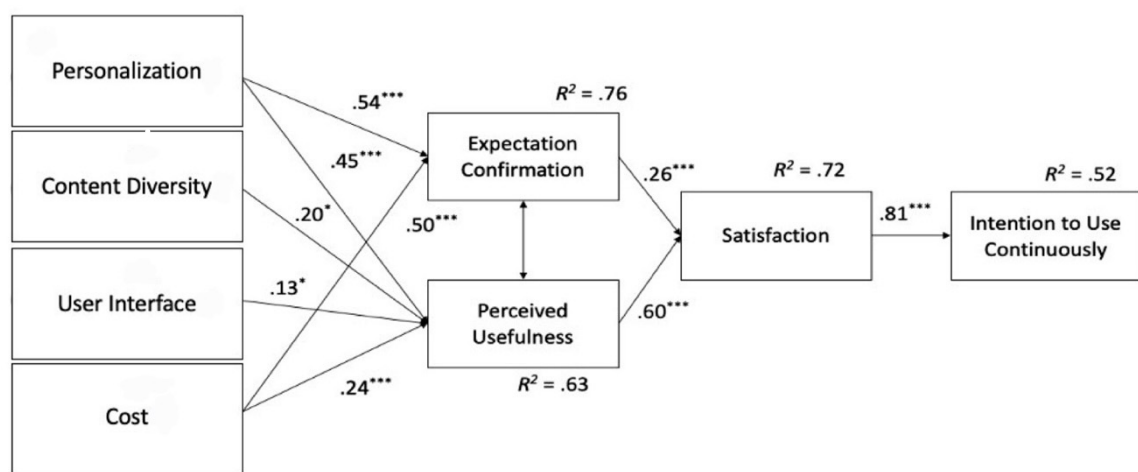 Personalization
Content Diversity
User Interface
Cost
.54***
.45***
.20*
.50***
.13*
.24***
R² = .76
Expectation
Confirmation
Perceived
Usefulness
R² = .63
.26***
.60***
R² = .72
Satisfaction
.81***
R² = .52
Intention to Use
Continuously